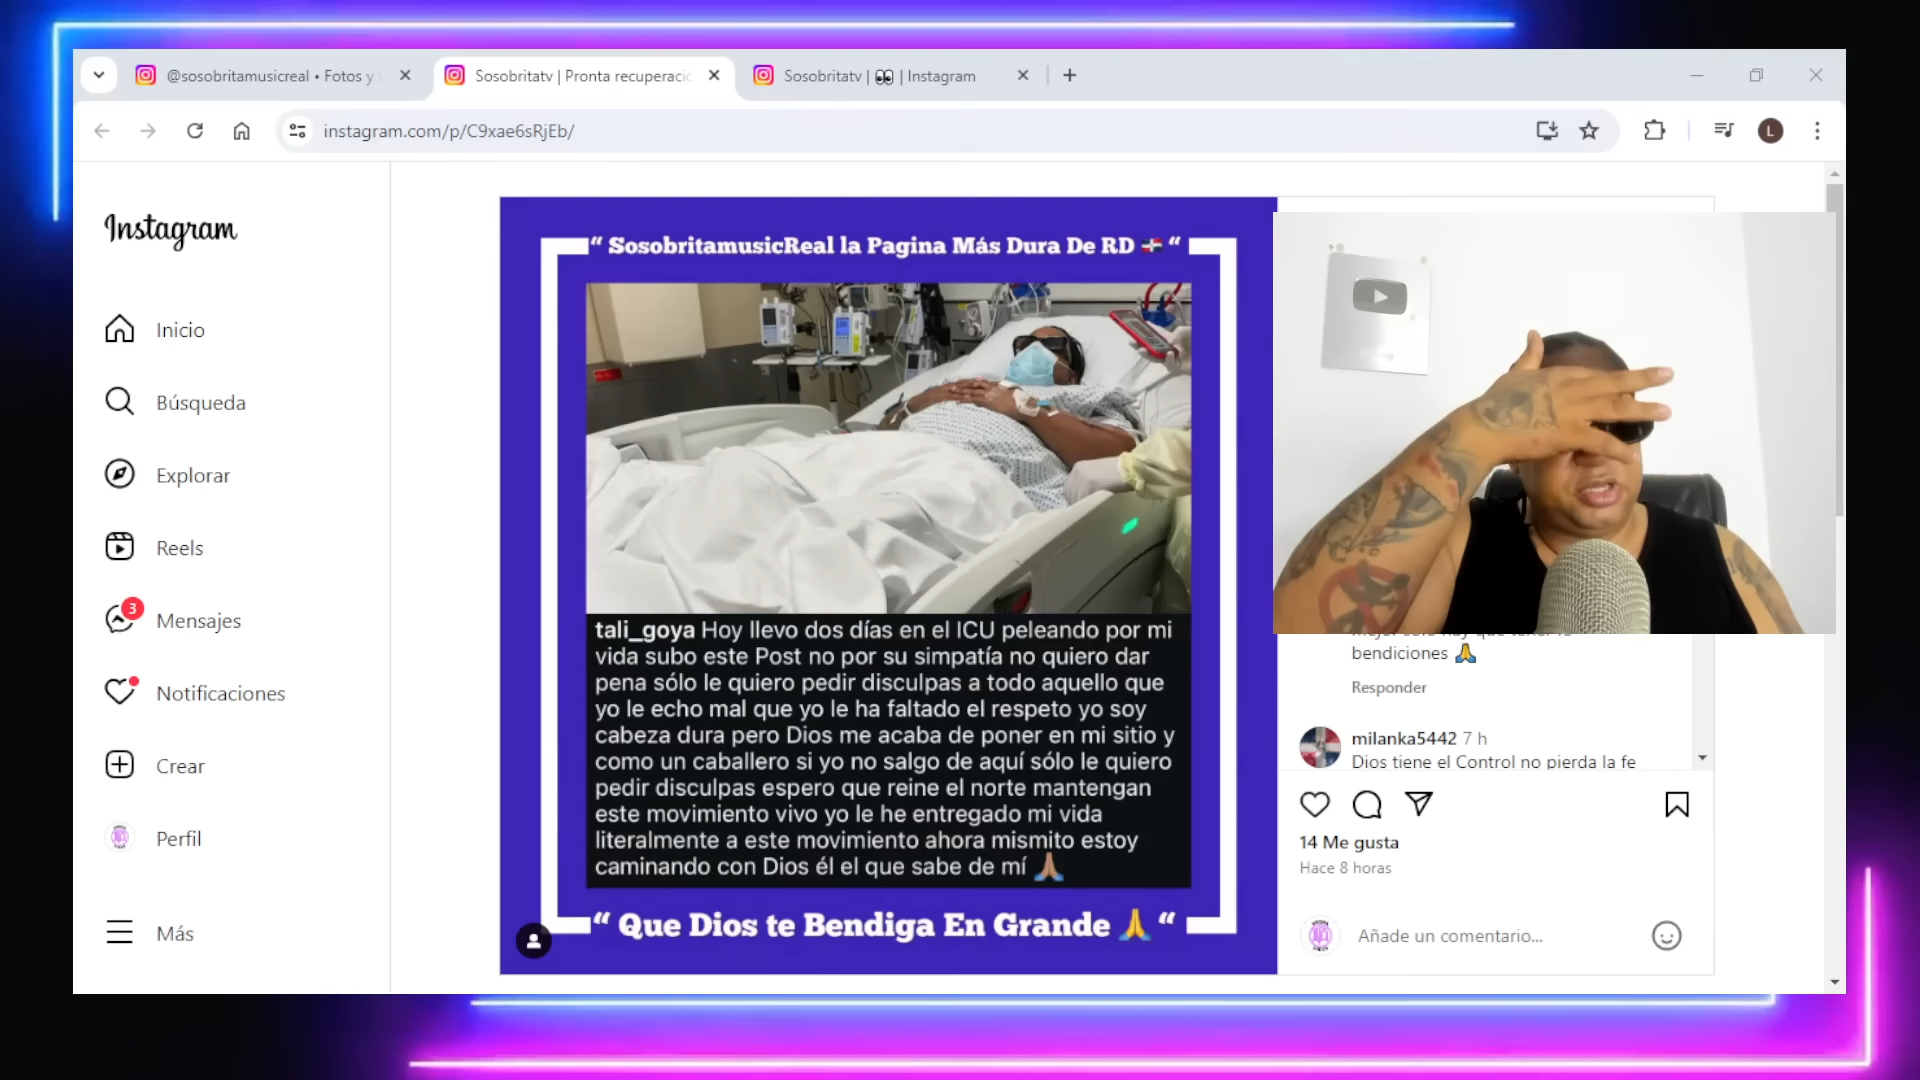 @sosobritamusicreal • Fotos y v
Sosobritatv | Pronta recuperació
Sosobritatv | 👀 | Instagram
instagram.com/p/C9xae6sRjEb/
L
Instagram
Inicio
Búsqueda
Explorar
Reels
3
Mensajes
Notificaciones
Crear
Perfil
Más
“ SosobritamusicReal la Pagina Más Dura De RD 🇩🇴 “
tali_goya Hoy llevo dos días en el ICU peleando por mi
vida subo este Post no por su simpatía no quiero dar
pena sólo le quiero pedir disculpas a todo aquello que
yo le echo mal que yo le ha faltado el respeto yo soy
cabeza dura pero Dios me acaba de poner en mi sitio y
como un caballero si yo no salgo de aquí sólo le quiero
pedir disculpas espero que reine el norte mantengan
este movimiento vivo yo le he entregado mi vida
literalmente a este movimiento ahora mismito estoy
caminando con Dios él el que sabe de mí 🙏🏽
“ Que Dios te Bendiga En Grande 🙏 “
bendiciones 🙏
Responder
milanka5442 7 h
Dios tiene el Control no pierda la fe
14 Me gusta
Hace 8 horas
Añade un comentario...